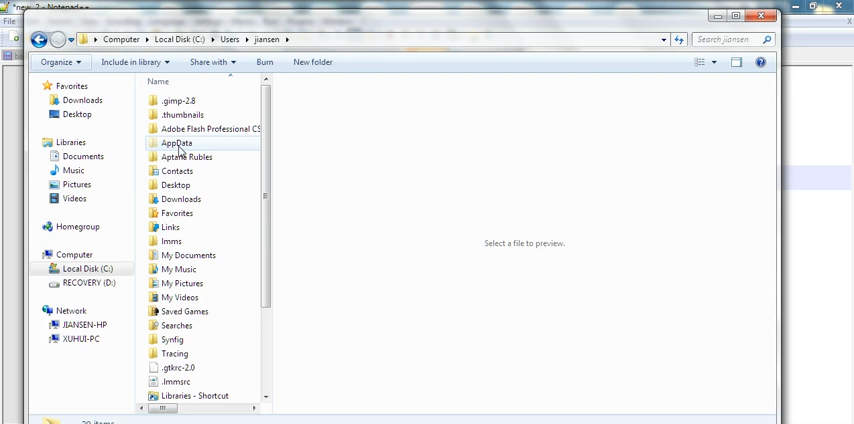 *new 2 - Notepad++
File
Computer ▸ Local Disk (C:) ▸ Users ▸ jiansen ▸
Search jiansen
Organize
Include in library
Share with
Burn
New folder
Favorites
Downloads
Desktop
Libraries
Documents
Music
Pictures
Videos
Homegroup
Computer
Local Disk (C:)
RECOVERY (D:)
Network
JIANSEN-HP
XUHUI-PC
Name
.gimp-2.8
.thumbnails
Adobe Flash Professional CS
AppData
Aptana Rubles
Contacts
Desktop
Downloads
Favorites
Links
lmms
My Documents
My Music
My Pictures
My Videos
Saved Games
Searches
Synfig
Tracing
.gtkrc-2.0
.lmmsrc
Libraries - Shortcut
Select a file to preview.